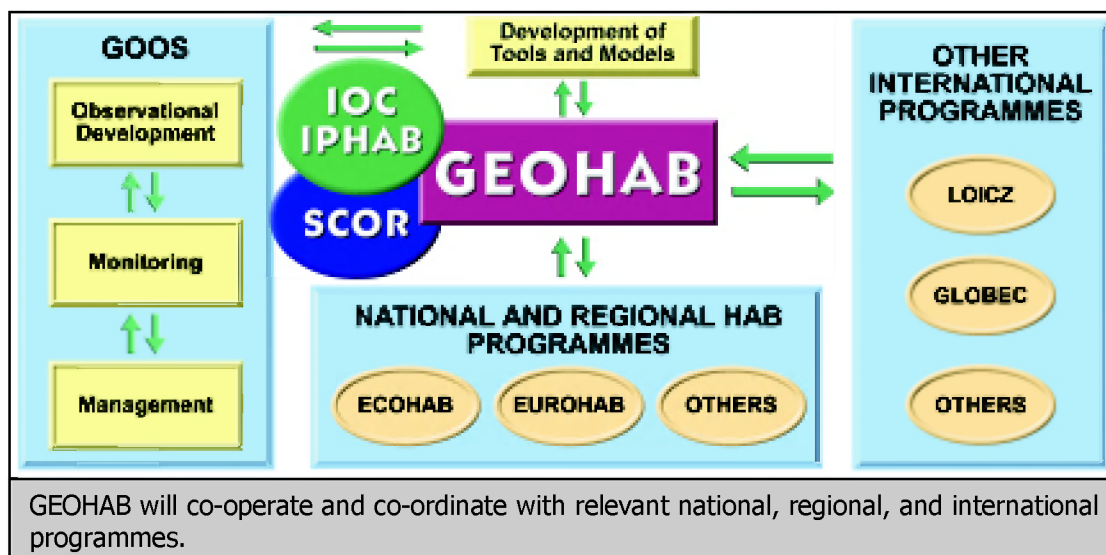 GOOS
Observational
Development
Monitoring
Management
IOC
IPHAB
SCOR
GEOHAB
Development of
Tools and Models
NATIONAL AND REGIONAL HAB
PROGRAMMES
ECOHAB
EUROHAB
OTHERS
OTHER
INTERNATIONAL
PROGRAMMES
LOICZ
GLOBEC
OTHERS
GEOHAB will co-operate and co-ordinate with relevant national, regional, and international
programmes.